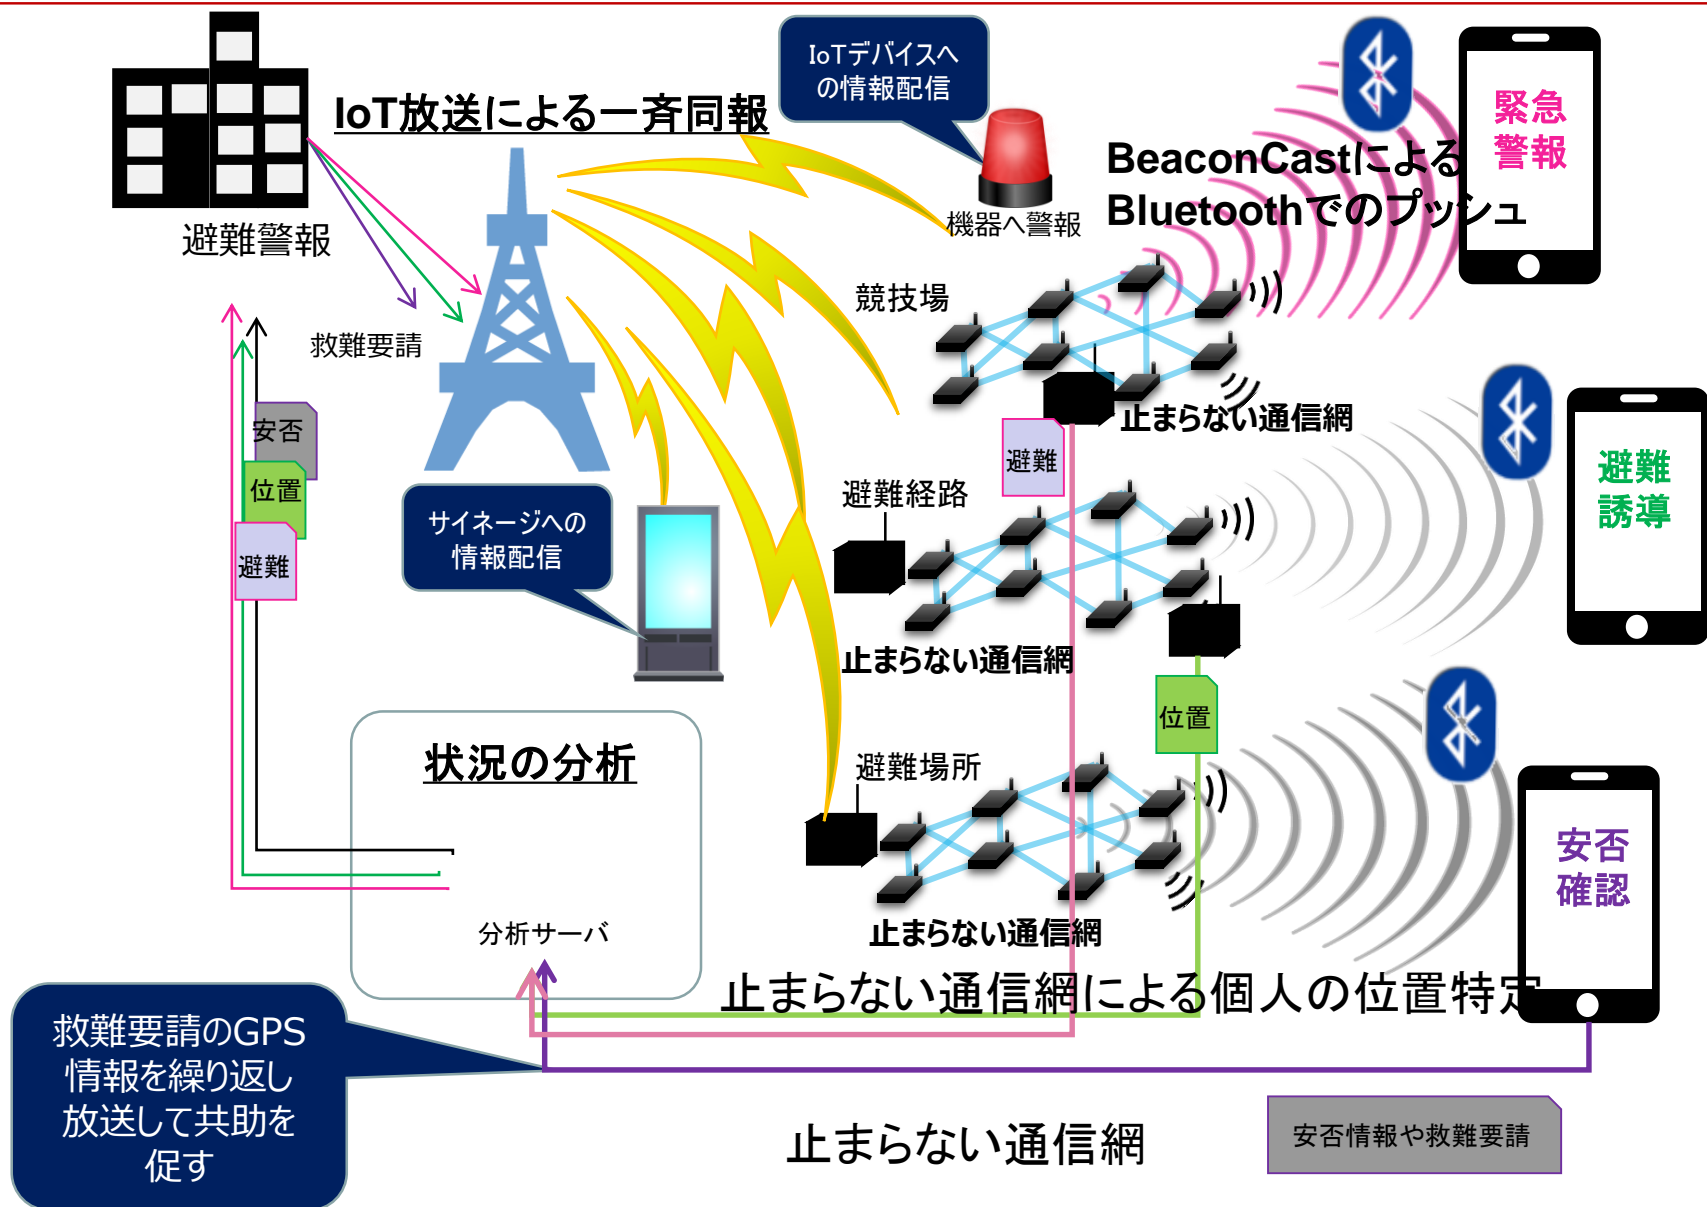 IoTデバイスへ
の情報配信
IoT放送による一斉同報
緊急
警報
BeaconCastによる
Bluetoothでのプッシュ
避難警報
機器へ警報
競技場
救難要請
止まらない通信網
安否
位置
避難
避難
避難経路
サイネージへの
情報配信
避難
誘導
止まらない通信網
位置
状況の分析
避難場所
安否
確認
分析サーバ
止まらない通信網
止まらない通信網による個人の位置特定
救難要請のGPS
情報を繰り返し
放送して共助を
促す
止まらない通信網
安否情報や救難要請